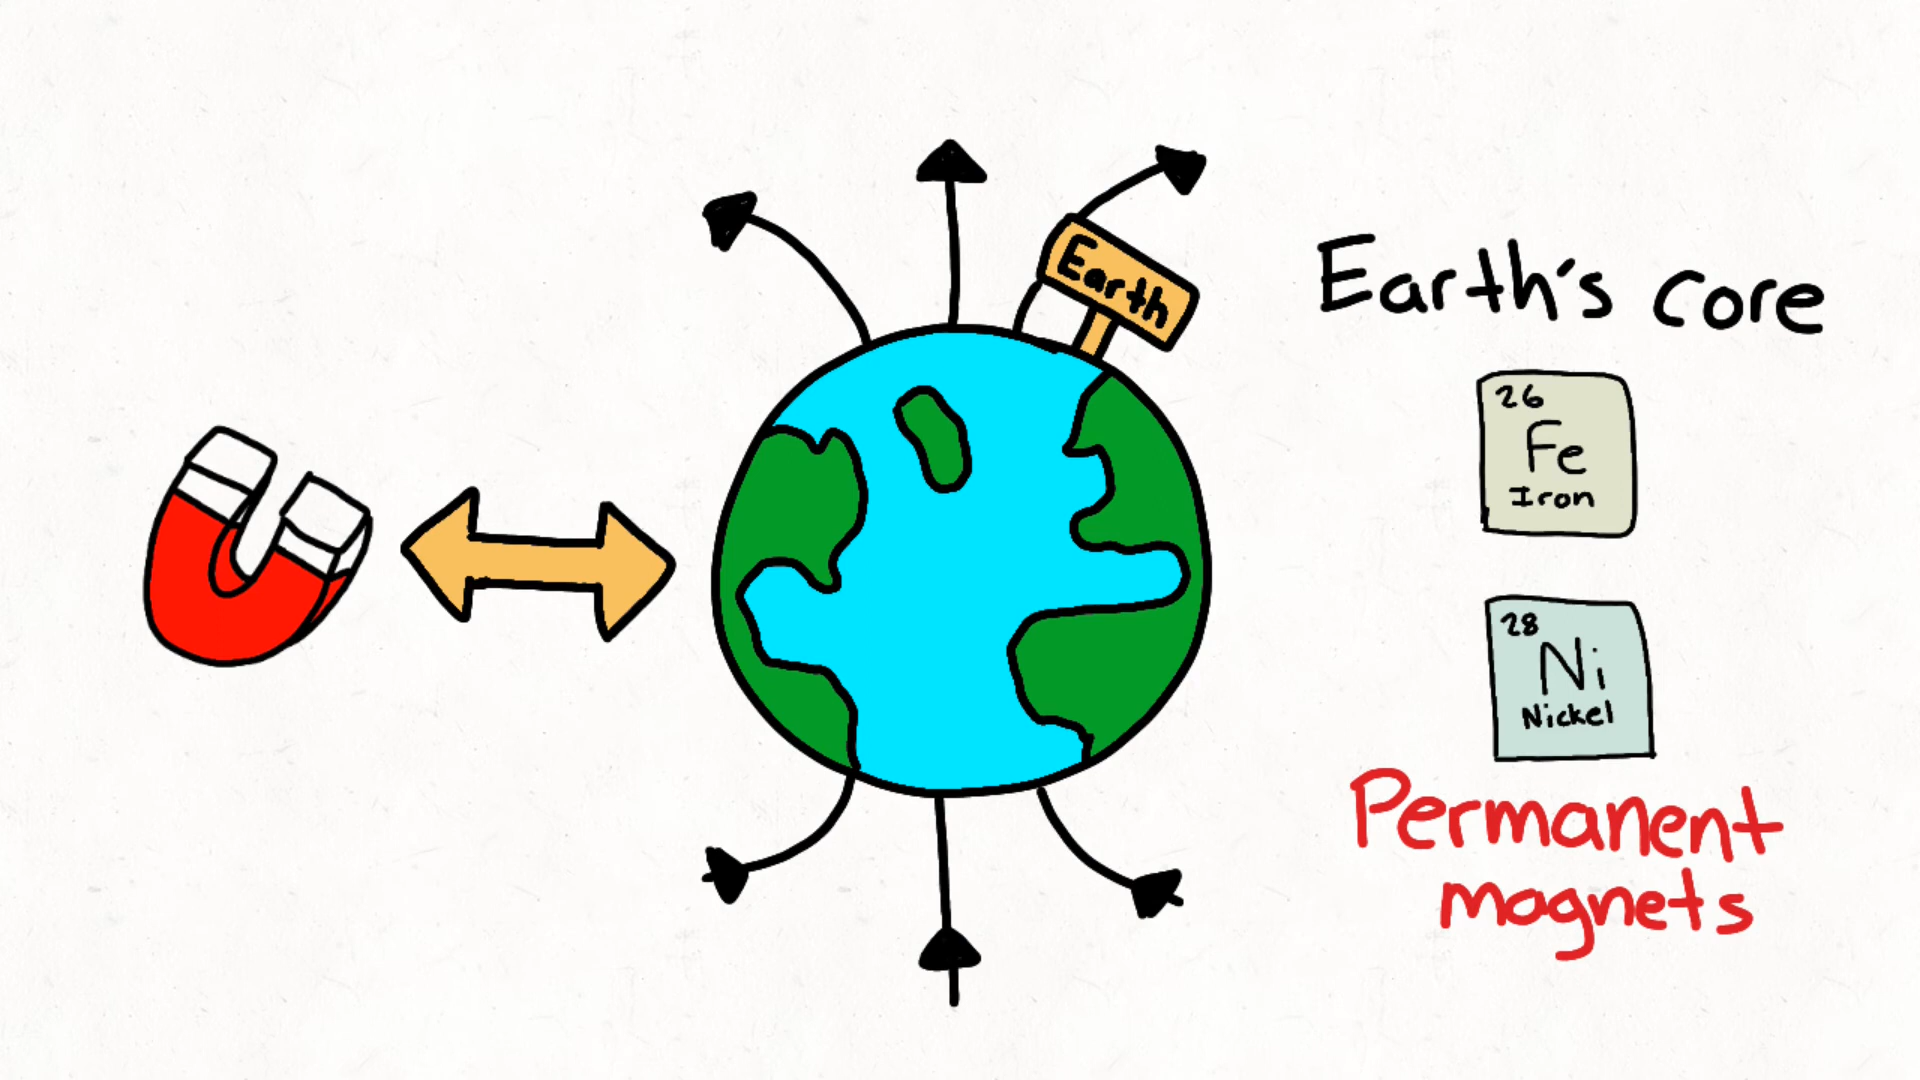 Earth
Earth's core
26
Fe
Iron
28
Ni
Nickel
Permanent
magnets